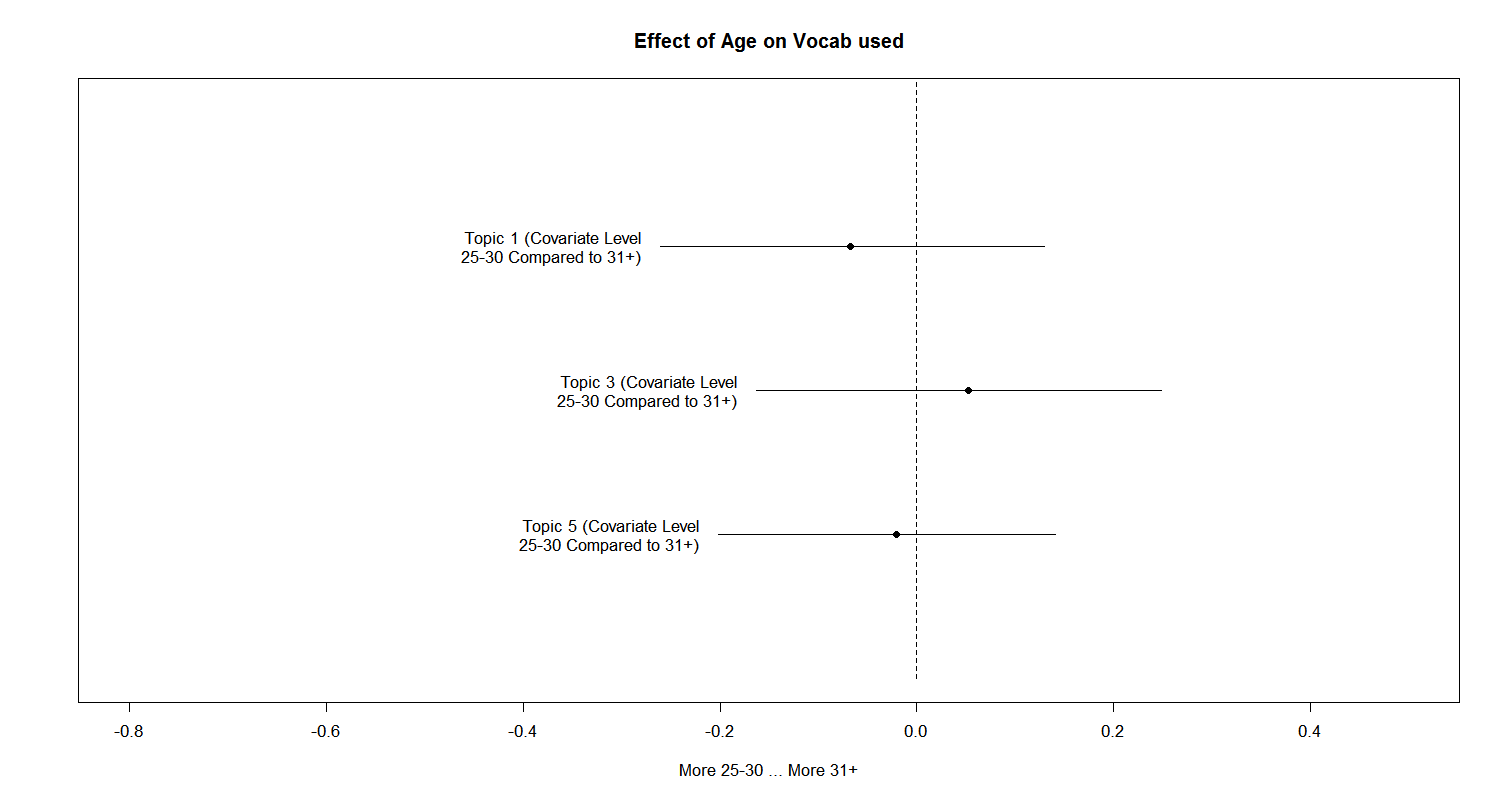 Effect of Age on Vocab used
Topic 1 (Covariate Level
25-30 Compared to 31+)
Topic 3 (Covariate Level
25-30 Compared to 31+)
Topic 5 (Covariate Level
25-30 Compared to 31+)
-0.8 -0.6 -0.4 -0.2 0.0 0.2 0.4
More 25-30 ... More 31+